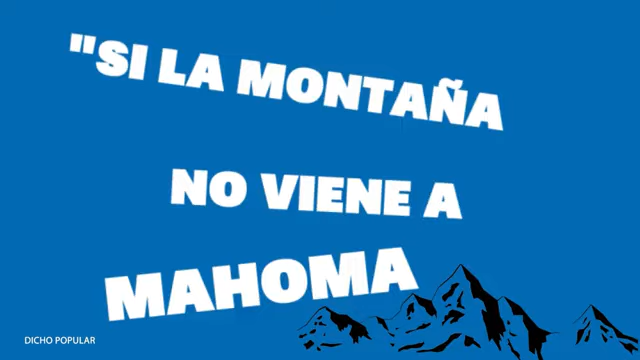 "SI LA MONTAÑA
NO VIENE A
MAHOMA
DICHO POPULAR